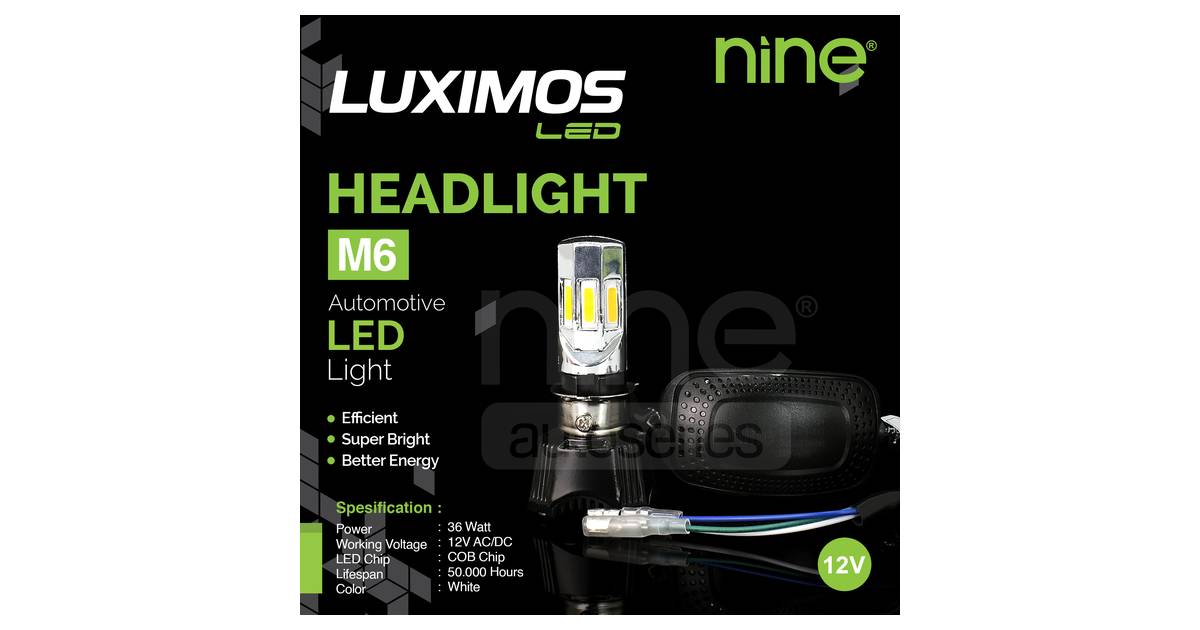 nine®
LUXIMOS
LED
HEADLIGHT
M6
Automotive
LED
Light
• Efficient
• Super Bright
• Better Energy
nine®
autoseries
Spesification :
Power : 36 Watt
Working Voltage : 12V AC/DC
LED Chip : COB Chip
Lifespan : 50.000 Hours
Color : White
12V